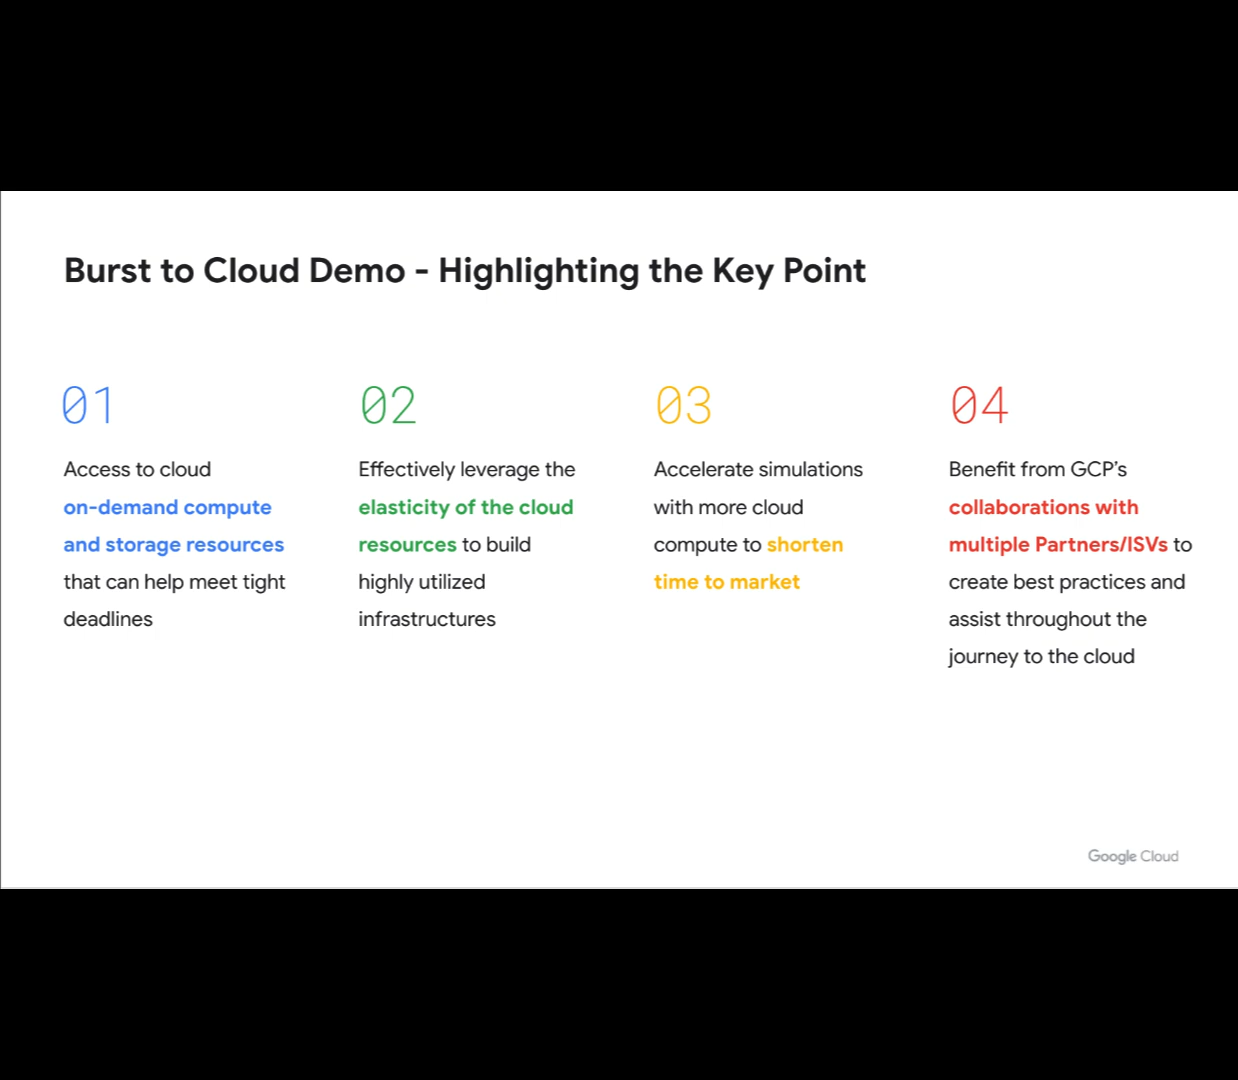 Burst to Cloud Demo - Highlighting the Key Point
01
Access to cloud
on-demand compute
and storage resources
that can help meet tight
deadlines
02
Effectively leverage the
elasticity of the cloud
resources to build
highly utilized
infrastructures
03
Accelerate simulations
with more cloud
compute to shorten
time to market
04
Benefit from GCP's
collaborations with
multiple Partners/ISVs to
create best practices and
assist throughout the
journey to the cloud
Google Cloud